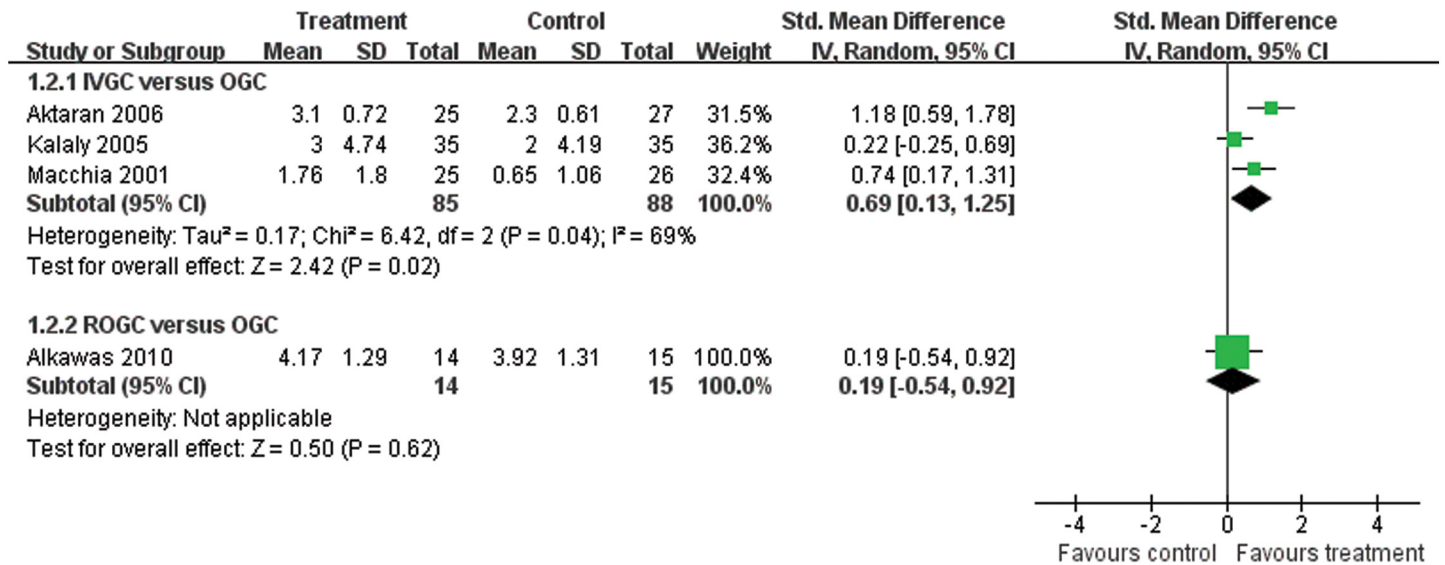 Treatment Control Std. Mean Difference Std. Mean Difference
Study or Subgroup Mean SD Total Mean SD Total Weight IV, Random, 95% CI IV, Random, 95% CI
1.2.1 IVGC versus OGC
Aktaran 2006 3.1 0.72 25 2.3 0.61 27 31.5% 1.18 [0.59, 1.78]
Kalaly 2005 3 4.74 35 2 4.19 35 36.2% 0.22 [-0.25, 0.69]
Macchia 2001 1.76 1.8 25 0.65 1.06 26 32.4% 0.74 [0.17, 1.31]
Subtotal (95% CI) 85 88 100.0% 0.69 [0.13, 1.25]
Heterogeneity: Tau² = 0.17; Chi² = 6.42, df = 2 (P = 0.04); I² = 69%
Test for overall effect: Z = 2.42 (P = 0.02)
1.2.2 ROGC versus OGC
Alkawas 2010 4.17 1.29 14 3.92 1.31 15 100.0% 0.19 [-0.54, 0.92]
Subtotal (95% CI) 14 15 100.0% 0.19 [-0.54, 0.92]
Heterogeneity: Not applicable
Test for overall effect: Z = 0.50 (P = 0.62)
-4 -2 0 2 4
Favours control Favours treatment